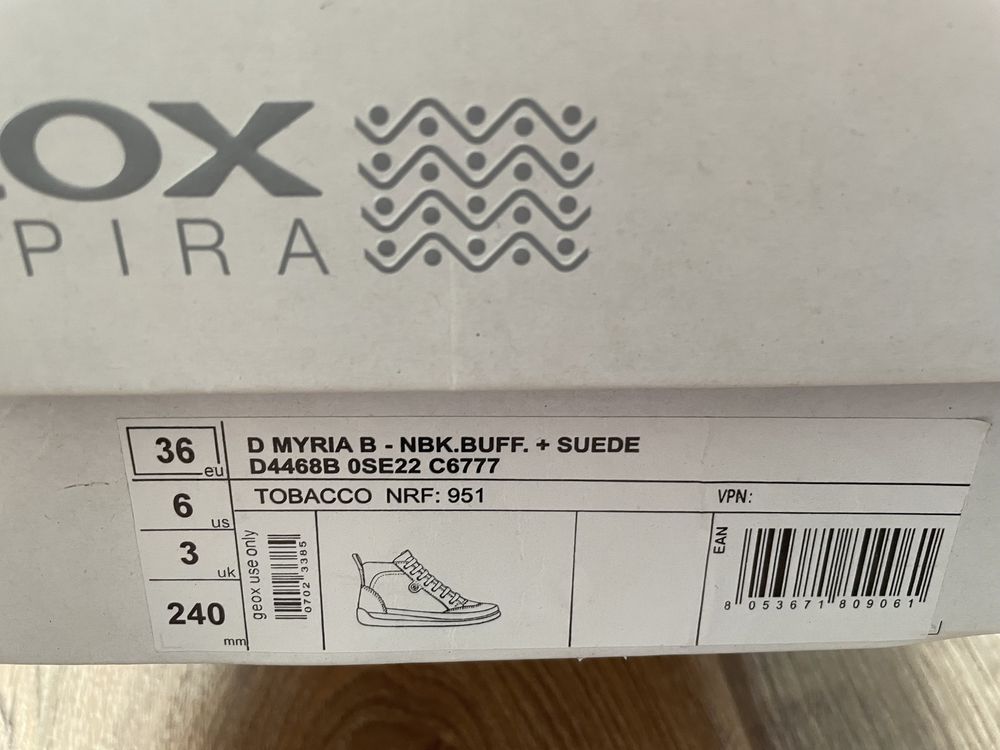 OX
PIRA
36 eu
D MYRIA B - NBK.BUFF. + SUEDE
D4468B 0SE22 C6777
6 us
TOBACCO NRF: 951
VPN:
3 uk
240 mm
geox use only
0702 3385
EAN
8 053671 809061